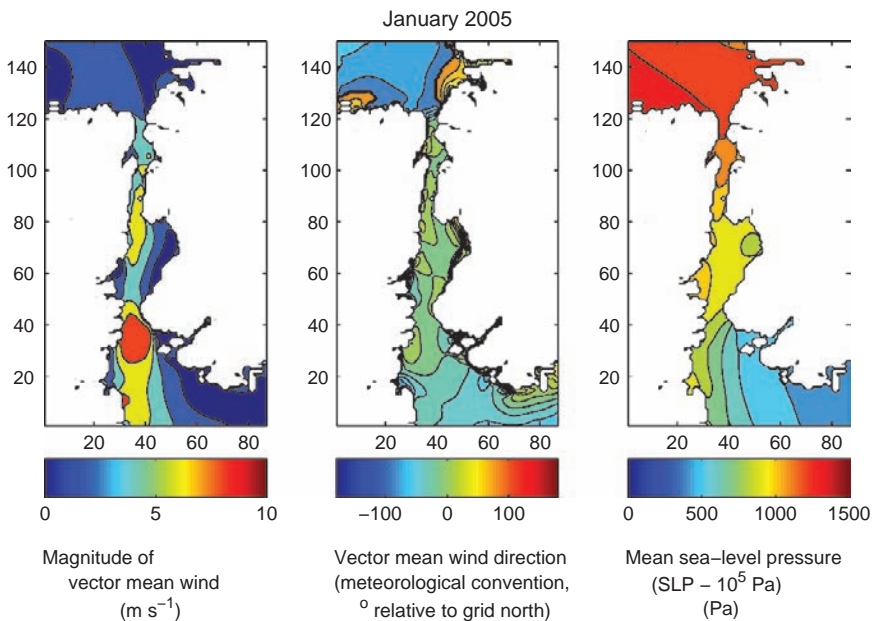 January 2005
140
120
100
80
60
40
20
20 40 60 80
0 5 10
Magnitude of
vector mean wind
(m s⁻¹)
140
120
100
80
60
40
20
20 40 60 80
−100 0 100
Vector mean wind direction
(meteorological convention,
o relative to grid north)
140
120
100
80
60
40
20
20 40 60 80
0 500 1000 1500
Mean sea−level pressure
(SLP − 10⁵ Pa)
(Pa)